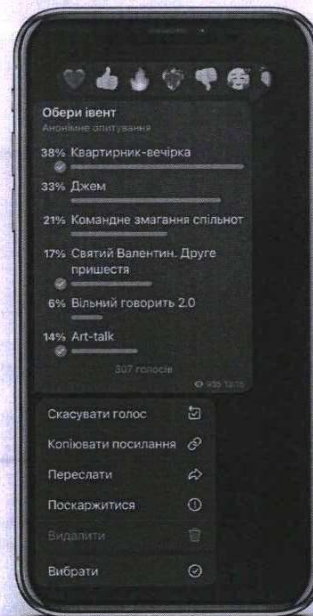 Обери івент
Анонімне опитування
38% Квартирник-вечірка
33% Джем
21% Командне змагання спільнот
17% Святий Валентин. Друге
пришестя
6% Вільний говорить 2.0
14% Art-talk
307 голосів
Скасувати голос
Копіювати посилання
Переслати
Поскаржитися
Видалити
Вибрати